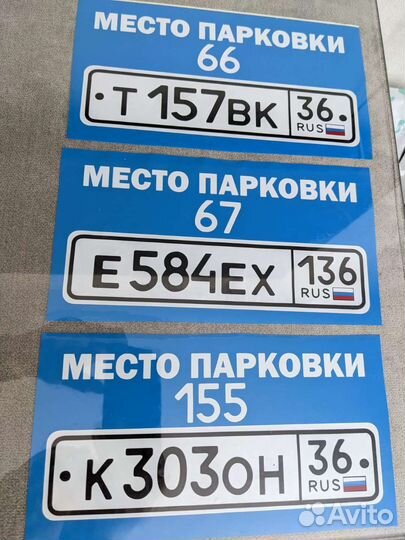 МЕСТО ПАРКОВКИ
66
Т 157ВК 36
RUS
МЕСТО ПАРКОВКИ
67
Е 584ЕХ 136
RUS
МЕСТО ПАРКОВКИ
155
К 303ОН 36
RUS
Avito